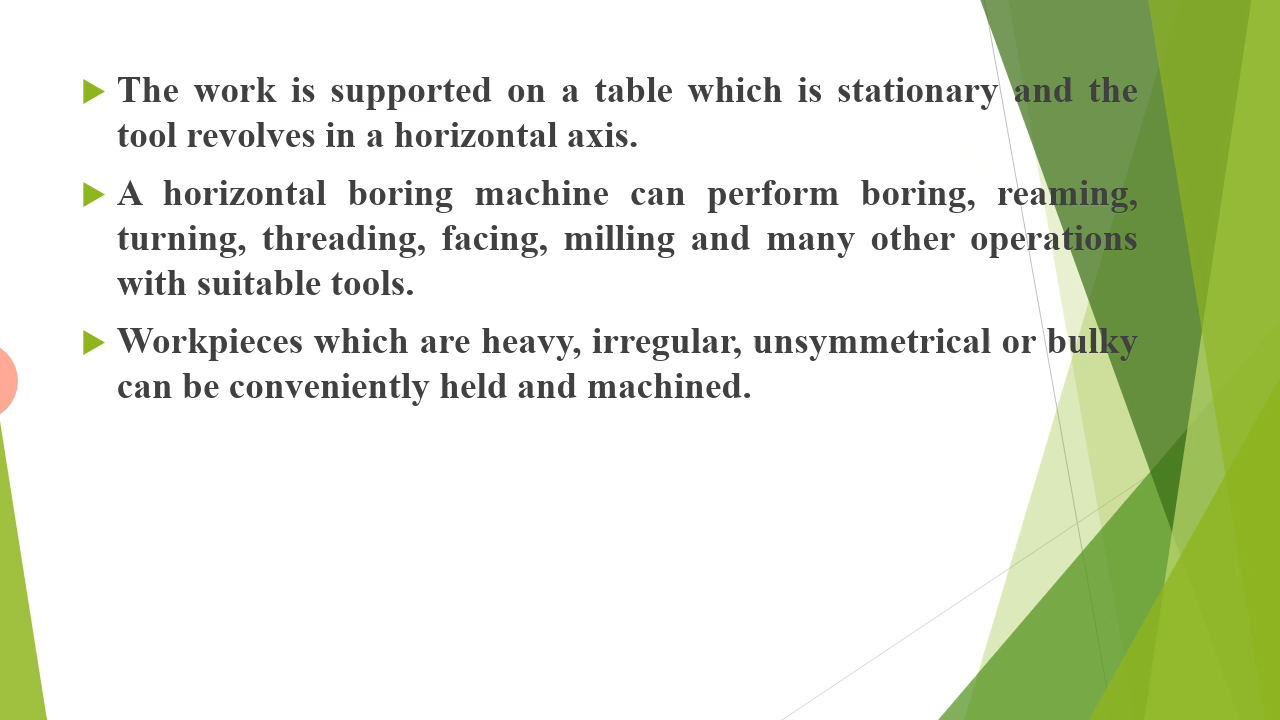 The work is supported on a table which is stationary and the
tool revolves in a horizontal axis.
A horizontal boring machine can perform boring, reaming,
turning, threading, facing, milling and many other operations
with suitable tools.
Workpieces which are heavy, irregular, unsymmetrical or bulky
can be conveniently held and machined.